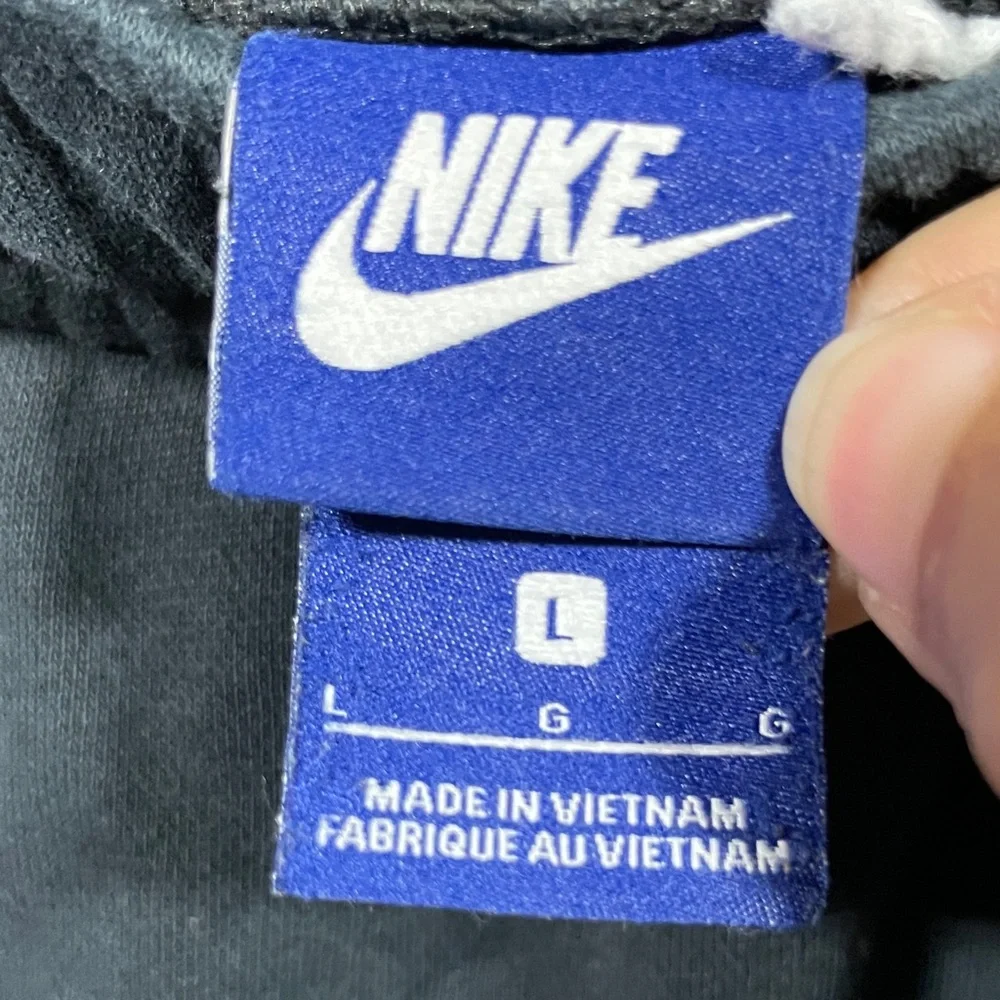 NIKE
L
L G G
MADE IN VIETNAM
FABRIQUE AU VIETNAM